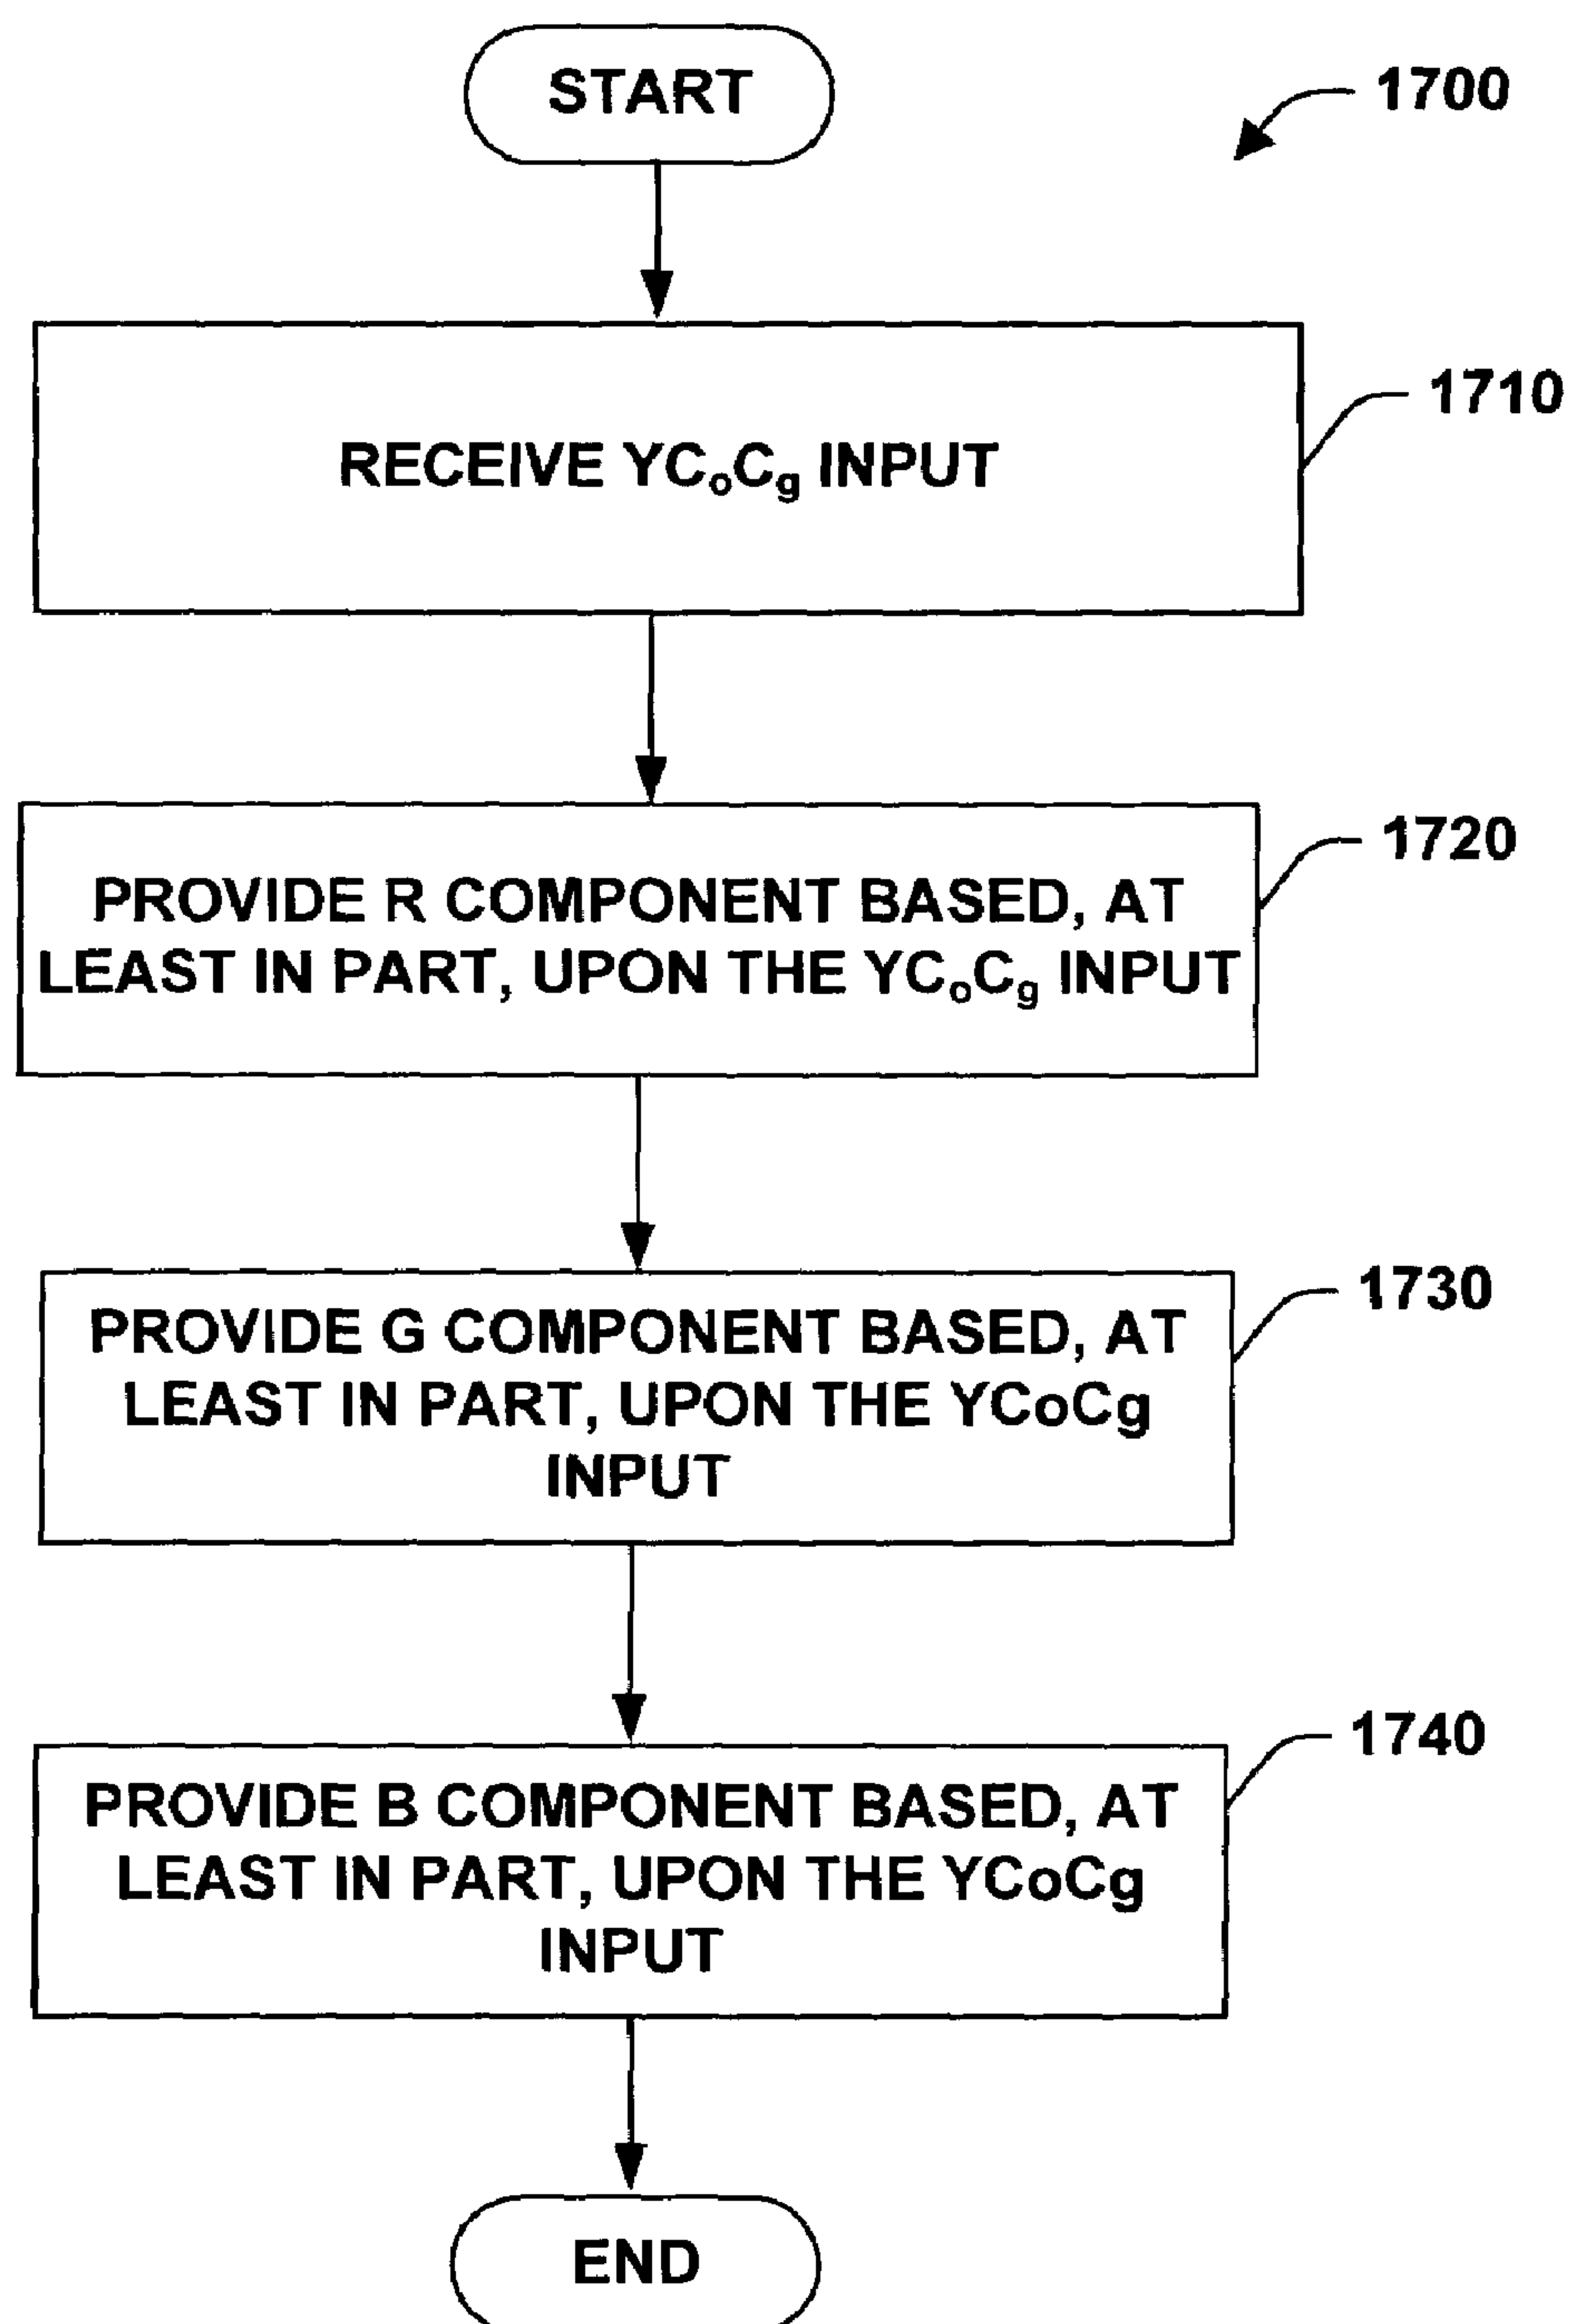 START
1700
RECEIVE YCoCg INPUT
1710
PROVIDE R COMPONENT BASED, AT
LEAST IN PART, UPON THE YCoCg INPUT
1720
PROVIDE G COMPONENT BASED, AT
LEAST IN PART, UPON THE YCoCg
INPUT
1730
PROVIDE B COMPONENT BASED, AT
LEAST IN PART, UPON THE YCoCg
INPUT
1740
END